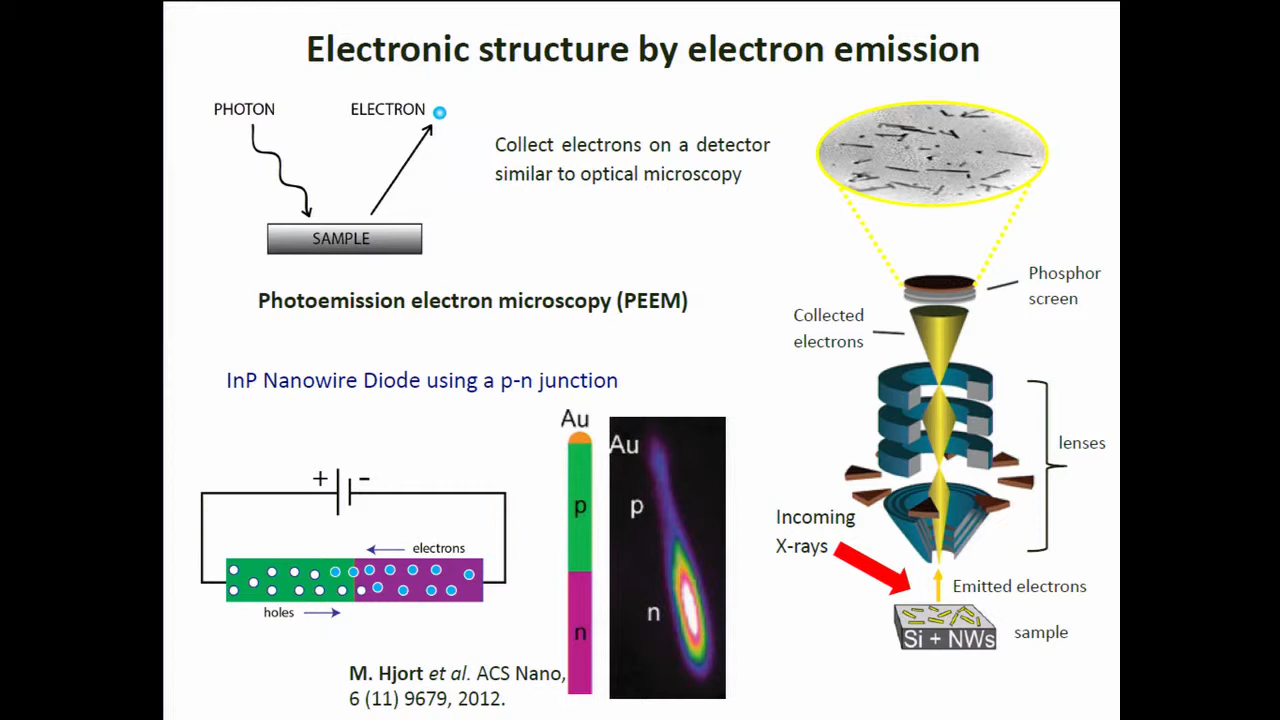 Electronic structure by electron emission
PHOTON
ELECTRON
SAMPLE
Collect electrons on a detector
similar to optical microscopy
Photoemission electron microscopy (PEEM)
Phosphor
screen
Collected
electrons
lenses
Incoming
X-rays
Emitted electrons
Si + NWs
sample
InP Nanowire Diode using a p-n junction
+ -
electrons
holes
Au
p
n
Au
p
n
M. Hjort et al. ACS Nano,
6 (11) 9679, 2012.